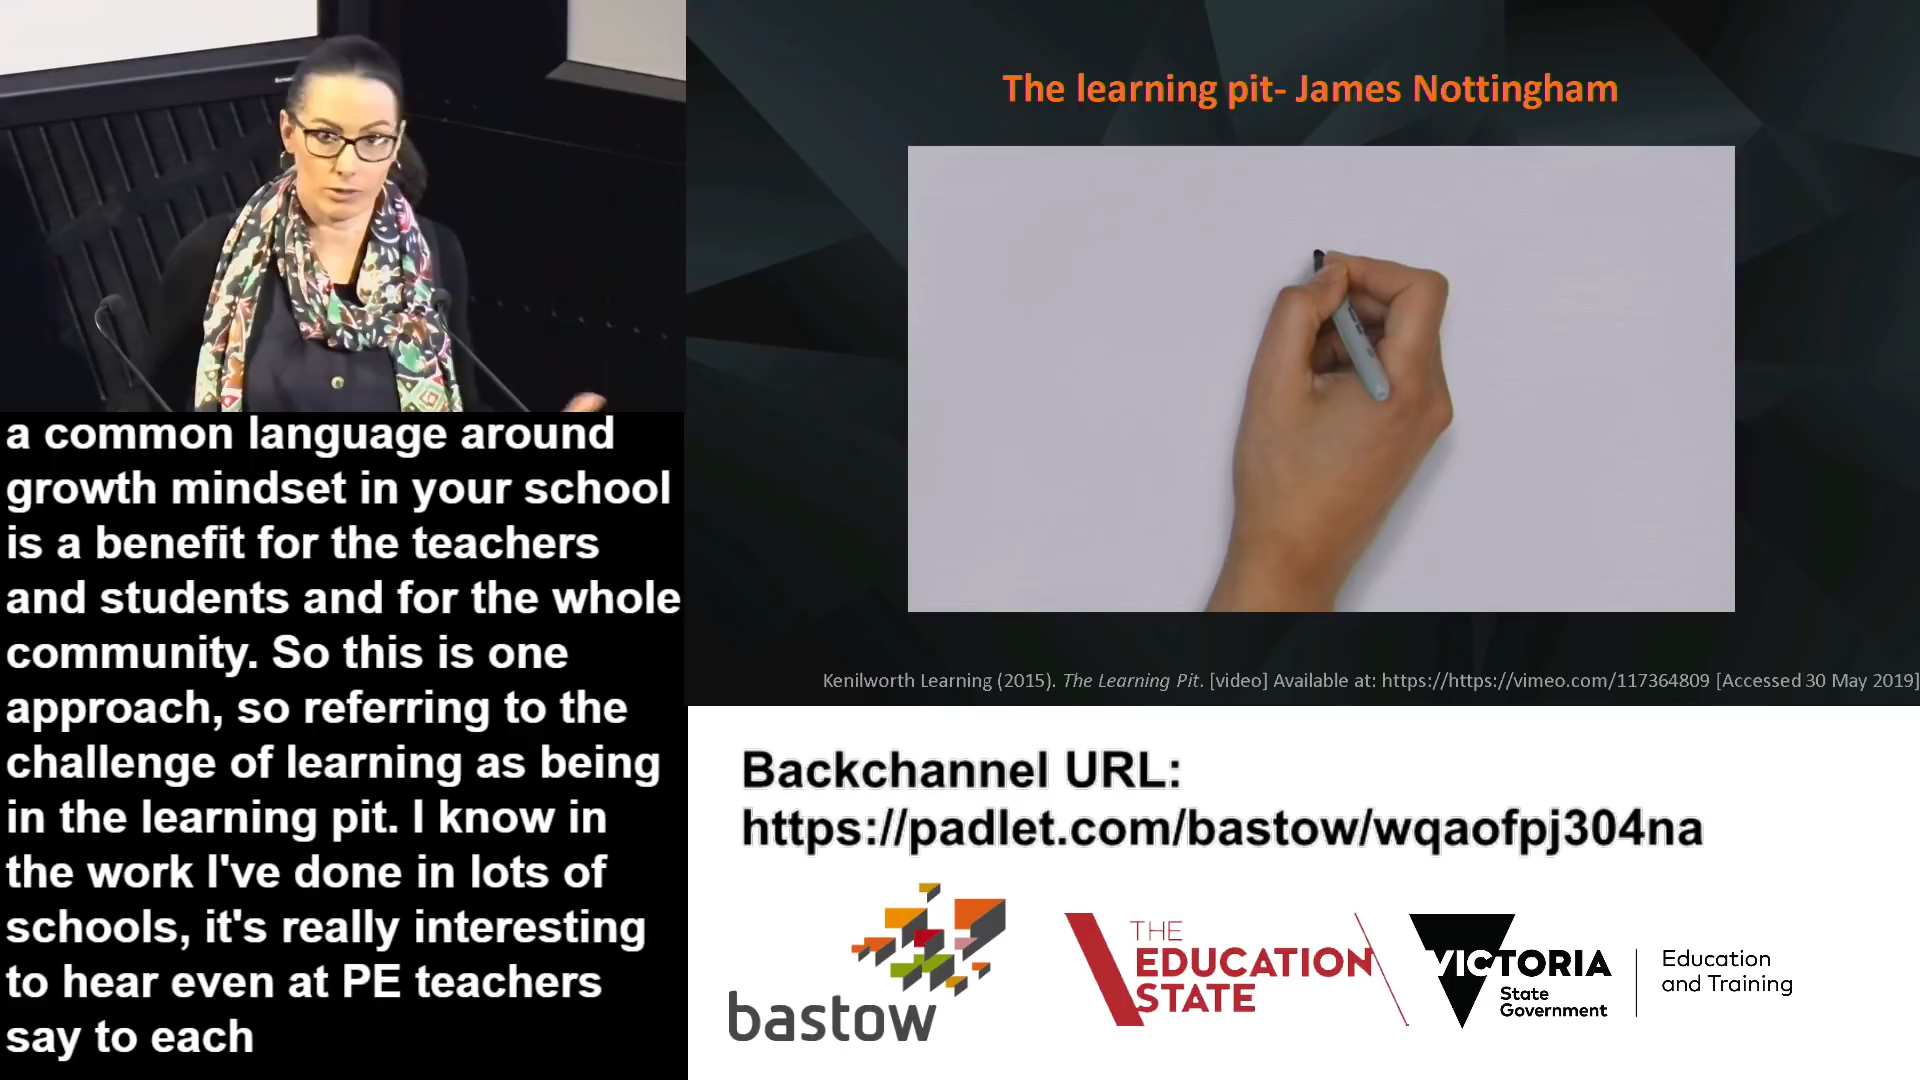 a common language around
growth mindset in your school
is a benefit for the teachers
and students and for the whole
community. So this is one
approach, so referring to the
challenge of learning as being
in the learning pit. I know in
the work I've done in lots of
schools, it's really interesting
to hear even at PE teachers
say to each
The learning pit- James Nottingham
Kenilworth Learning (2015). The Learning Pit. [video] Available at: https://https://vimeo.com/117364809 [Accessed 30 May 2019]
Backchannel URL:
https://padlet.com/bastow/wqaofpj304na
bastow
THE
EDUCATION
STATE
VICTORIA
State
Government
Education
and Training